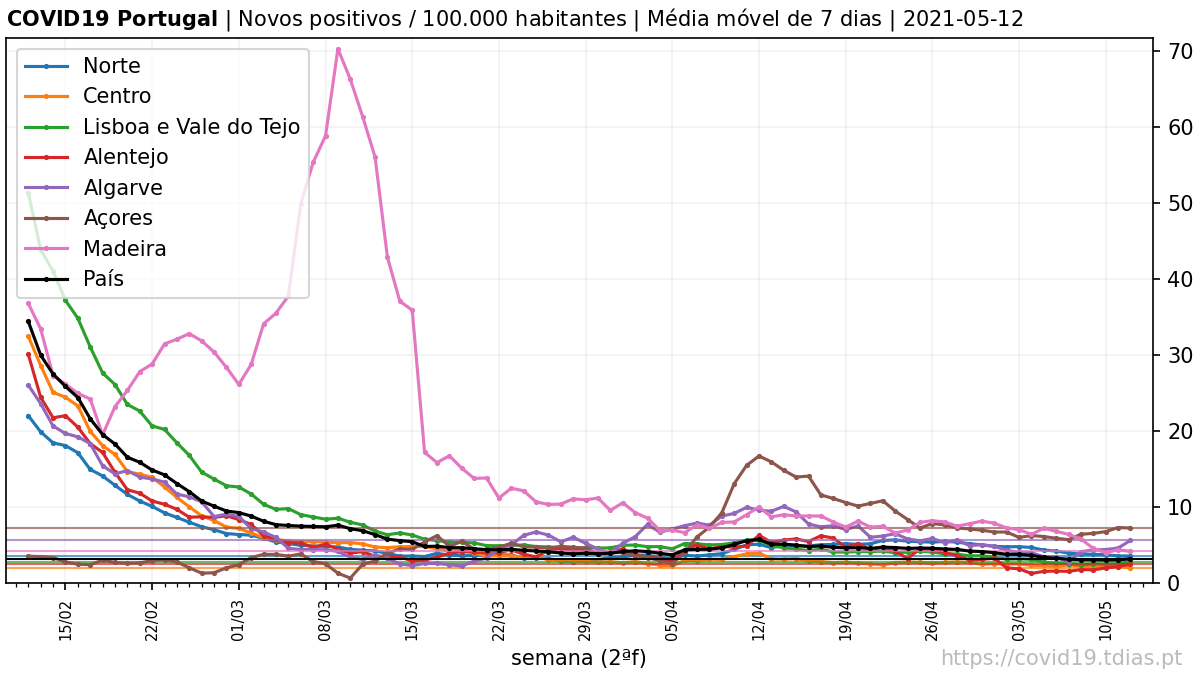 COVID19 Portugal | Novos positivos / 100.000 habitantes | Média móvel de 7 dias | 2021-05-12
Norte
Centro
Lisboa e Vale do Tejo
Alentejo
Algarve
Açores
Madeira
País
70
60
50
40
30
20
10
0
15/02
22/02
01/03
08/03
15/03
22/03
29/03
05/04
12/04
19/04
26/04
03/05
10/05
semana (2ªf)
https://covid19.tdias.pt